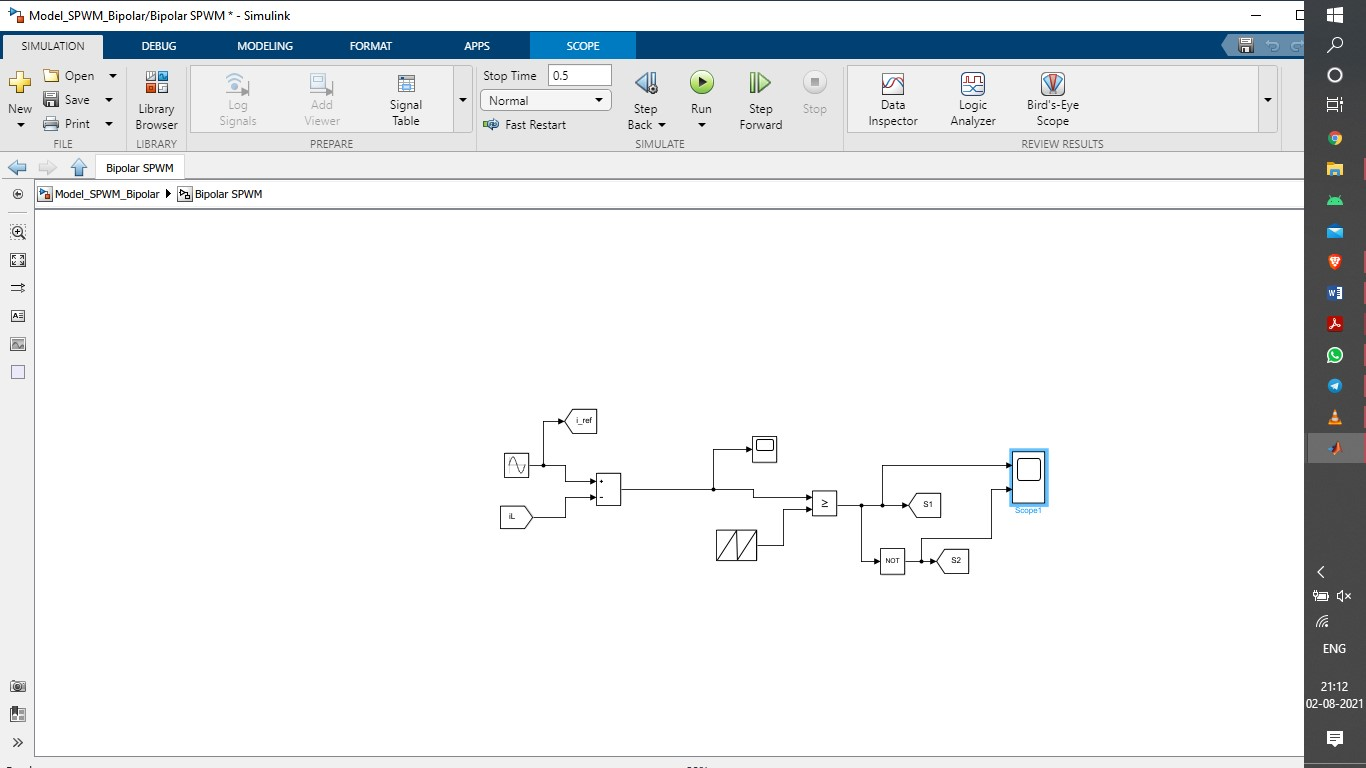 Model_SPWM_Bipolar/Bipolar SPWM * - Simulink
SIMULATION
DEBUG
MODELING
FORMAT
APPS
SCOPE
New
Open
Save
Print
FILE
Library
Browser
LIBRARY
Log
Signals
Add
Viewer
Signal
Table
PREPARE
Stop Time
0.5
Normal
Fast Restart
Step
Back
Run
Step
Forward
Stop
SIMULATE
Data
Inspector
Logic
Analyzer
Bird's-Eye
Scope
REVIEW RESULTS
Bipolar SPWM
Model_SPWM_Bipolar
Bipolar SPWM
i_ref
+
−
iL
≥
S1
NOT
S2
Scope1
ENG
21:12
02-08-2021